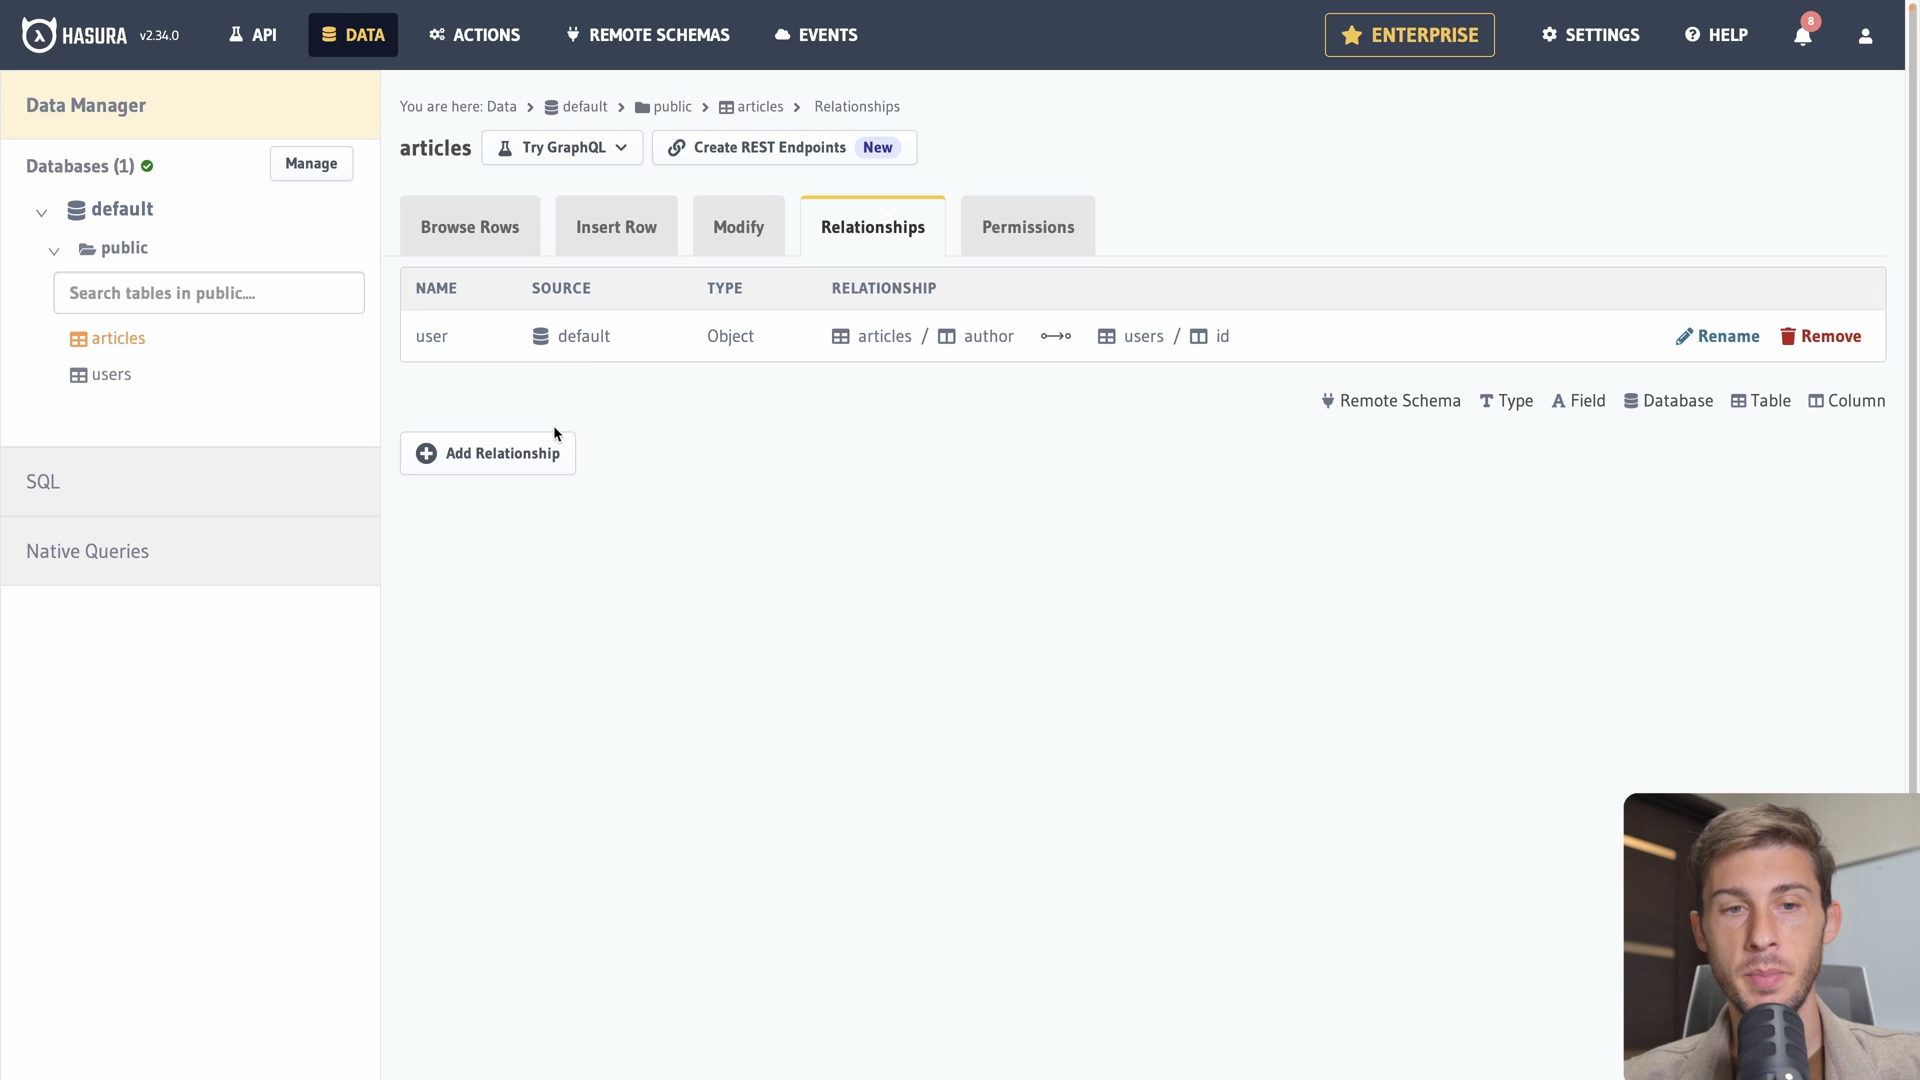 HASURA v2.34.0 API DATA ACTIONS REMOTE SCHEMAS EVENTS ENTERPRISE SETTINGS HELP 8
Data Manager
Databases (1) Manage
default
public
Search tables in public....
articles
users
SQL
Native Queries
You are here: Data > default > public > articles > Relationships
articles Try GraphQL Create REST Endpoints New
Browse Rows Insert Row Modify Relationships Permissions
NAME SOURCE TYPE RELATIONSHIP
user default Object articles / author users / id Rename Remove
Remote Schema Type Field Database Table Column
Add Relationship